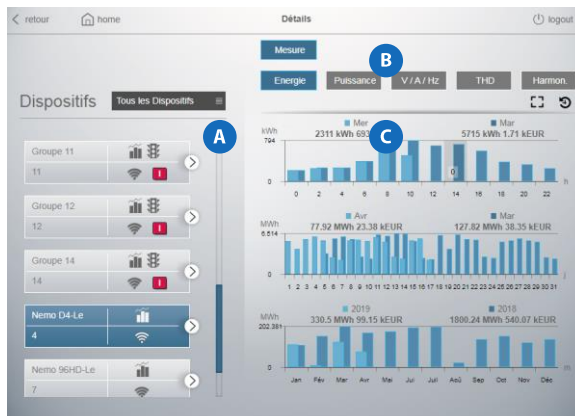 retour
home
Détails
logout
Mesure
B
Energie
Puissance
V / A / Hz
THD
Harmon.
Dispositifs
Tous les Dispositifs
A
C
Groupe 11
11
Groupe 12
12
Groupe 14
14
Nemo D4-Le
4
Nemo 96HD-Le
7
kWh
Mer
2311 kWh 693
Mar
5715 kWh 1.71 kEUR
794
0
0
0 2 4 6 8 10 12 14 16 18 20 22
h
MWh
Avr
77.92 MWh 23.38 kEUR
Mar
127.82 MWh 38.35 kEUR
6.514
0
1 2 3 4 5 6 7 8 9 10 11 12 13 14 15 16 17 18 19 20 21 22 23 24 25 26 27 28 29 30 31
j
MWh
2019
330.5 MWh 99.15 kEUR
2018
1800.24 MWh 540.07 kEUR
202.381
0
Jan Fév Mar Avr Mai Jui Juil Aoû Sep Oct Nov Déc
m